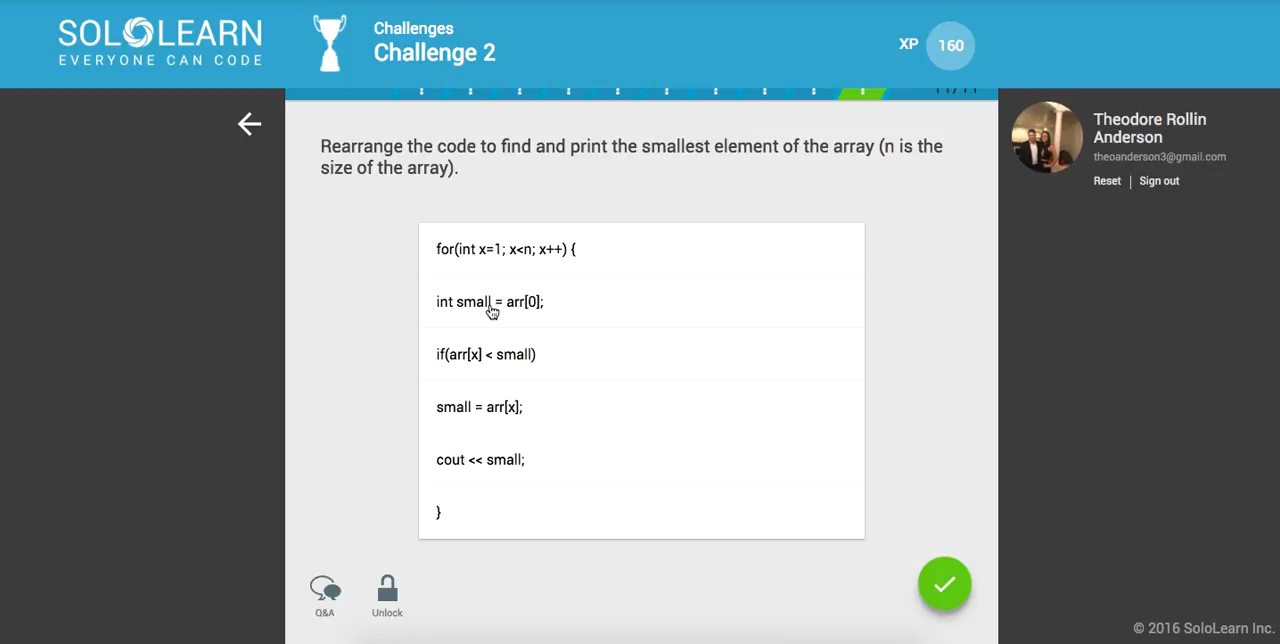 SOLOLEARN
EVERYONE CAN CODE
Challenges
Challenge 2
XP 160
Theodore Rollin
Anderson
theoanderson3@gmail.com
Reset | Sign out
Rearrange the code to find and print the smallest element of the array (n is the
size of the array).
for(int x=1; x<n; x++) {
int small = arr[0];
if(arr[x] < small)
small = arr[x];
cout << small;
}
Q&A
Unlock
© 2016 SoloLearn Inc.